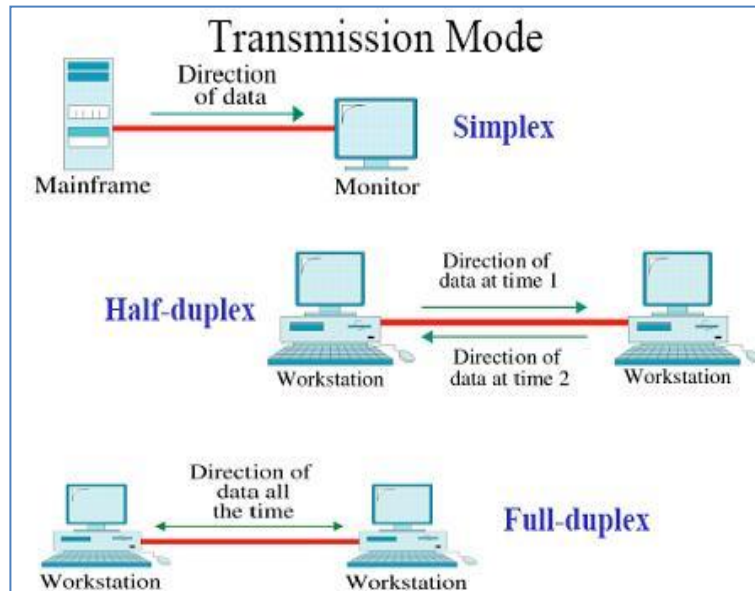 Transmission Mode
Direction
of data
Simplex
Mainframe
Monitor
Direction of
data at time 1
Half-duplex
Direction of
data at time 2
Workstation
Workstation
Direction of
data all
the time
Full-duplex
Workstation
Workstation